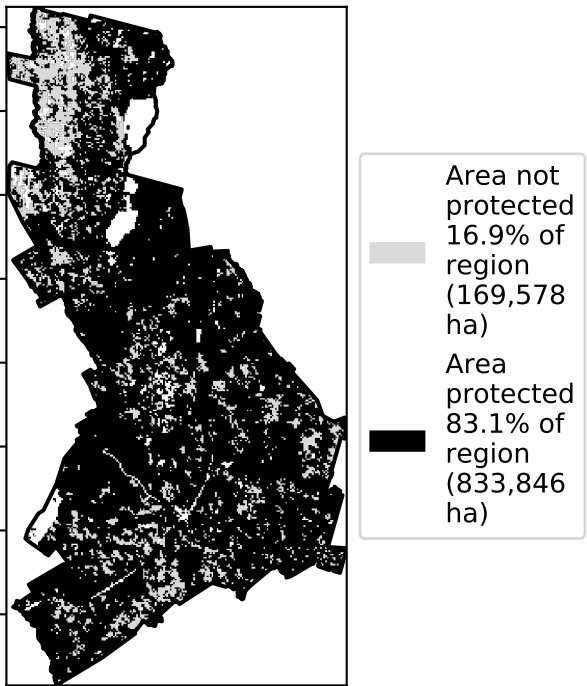 Area not
protected
16.9% of
region
(169,578
ha)
Area
protected
83.1% of
region
(833,846
ha)